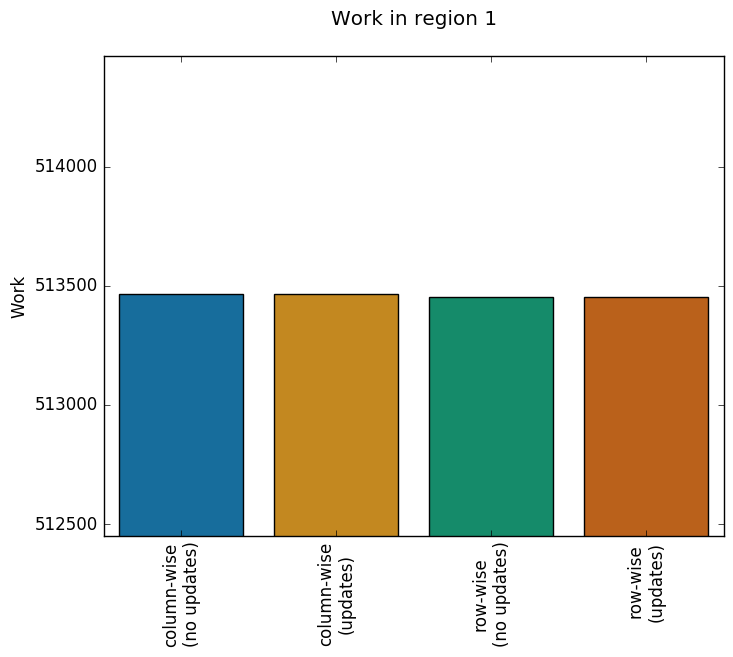 Work in region 1
Work
514000
513500
513000
512500
column-wise
(no updates)
column-wise
(updates)
row-wise
(no updates)
row-wise
(updates)